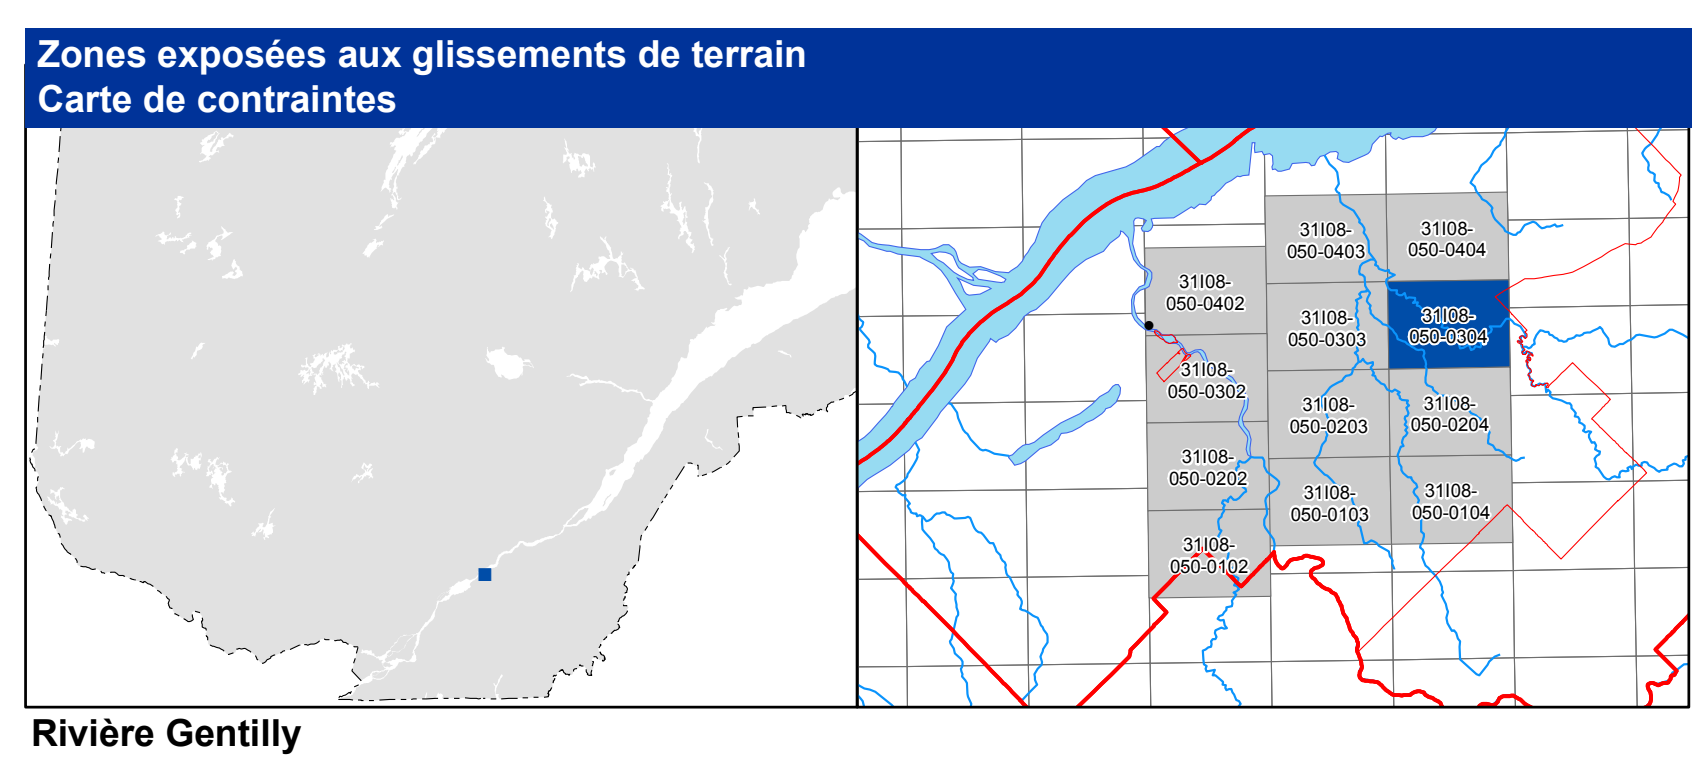 Zones exposées aux glissements de terrain
Carte de contraintes
31I08-
050-0403
31I08-
050-0404
31I08-
050-0402
31I08-
050-0303
31I08-
050-0304
31I08-
050-0302
31I08-
050-0203
31I08-
050-0204
31I08-
050-0202
31I08-
050-0103
31I08-
050-0104
31I08-
050-0102
Rivière Gentilly